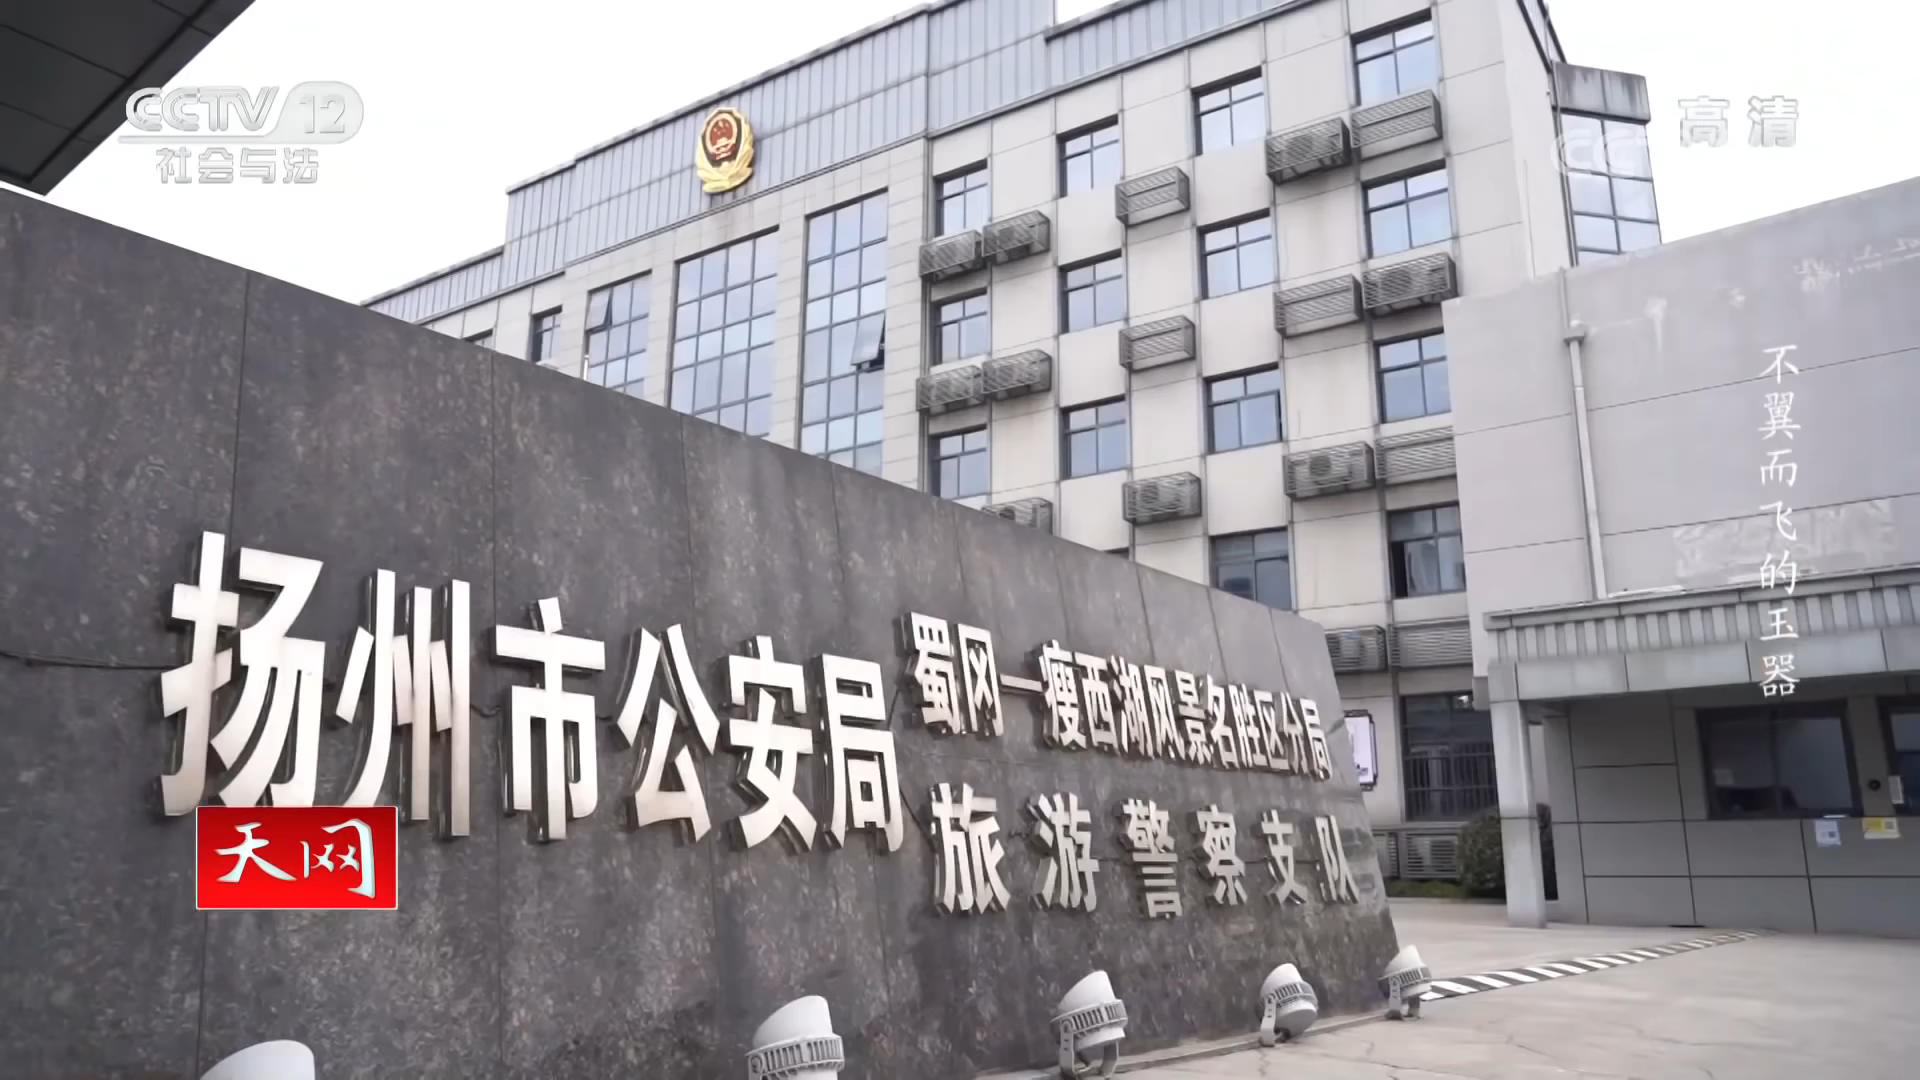 CCTV 12
社会与法
高清
不翼而飞的玉器
扬州市公安局
蜀冈—瘦西湖风景名胜区分局
旅游警察支队
天网